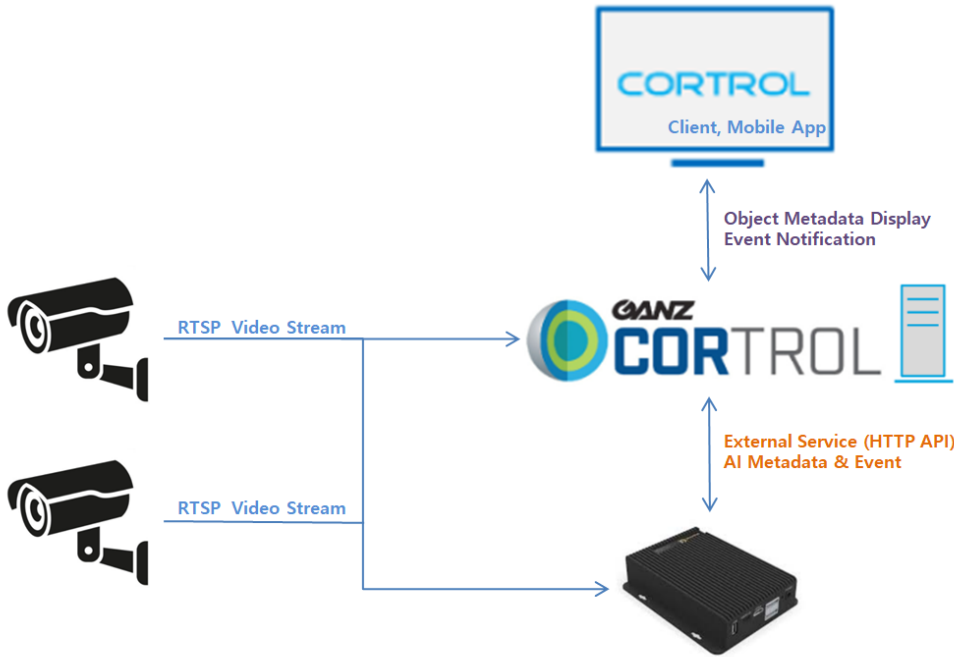 CORTROL
Client, Mobile App
Object Metadata Display
Event Notification
RTSP Video Stream
GANZ
CORTROL
External Service (HTTP API)
AI Metadata & Event
RTSP Video Stream